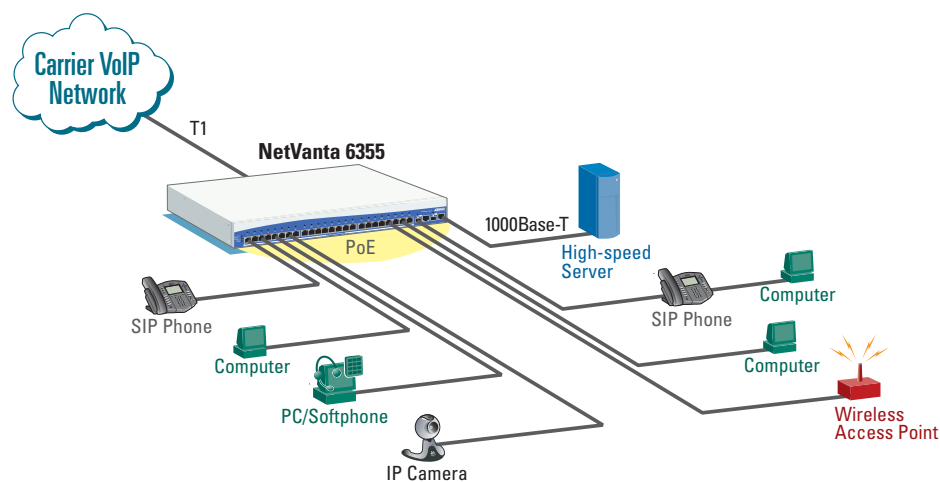 Carrier VoIP
Network
T1
NetVanta 6355
1000Base-T
PoE
High-speed
Server
SIP Phone
Computer
SIP Phone
Computer
Computer
PC/Softphone
Wireless
Access Point
IP Camera